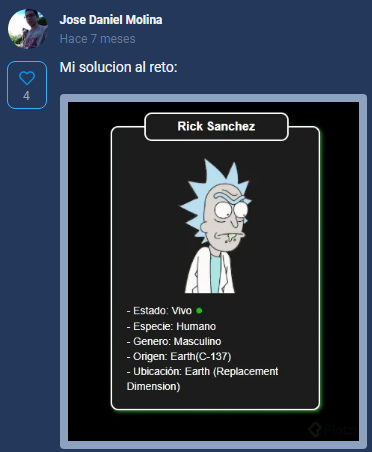 Jose Daniel Molina
Hace 7 meses
Mi solucion al reto:
4
Rick Sanchez
- Estado: Vivo
- Especie: Humano
- Genero: Masculino
- Origen: Earth(C-137)
- Ubicación: Earth (Replacement
Dimension)